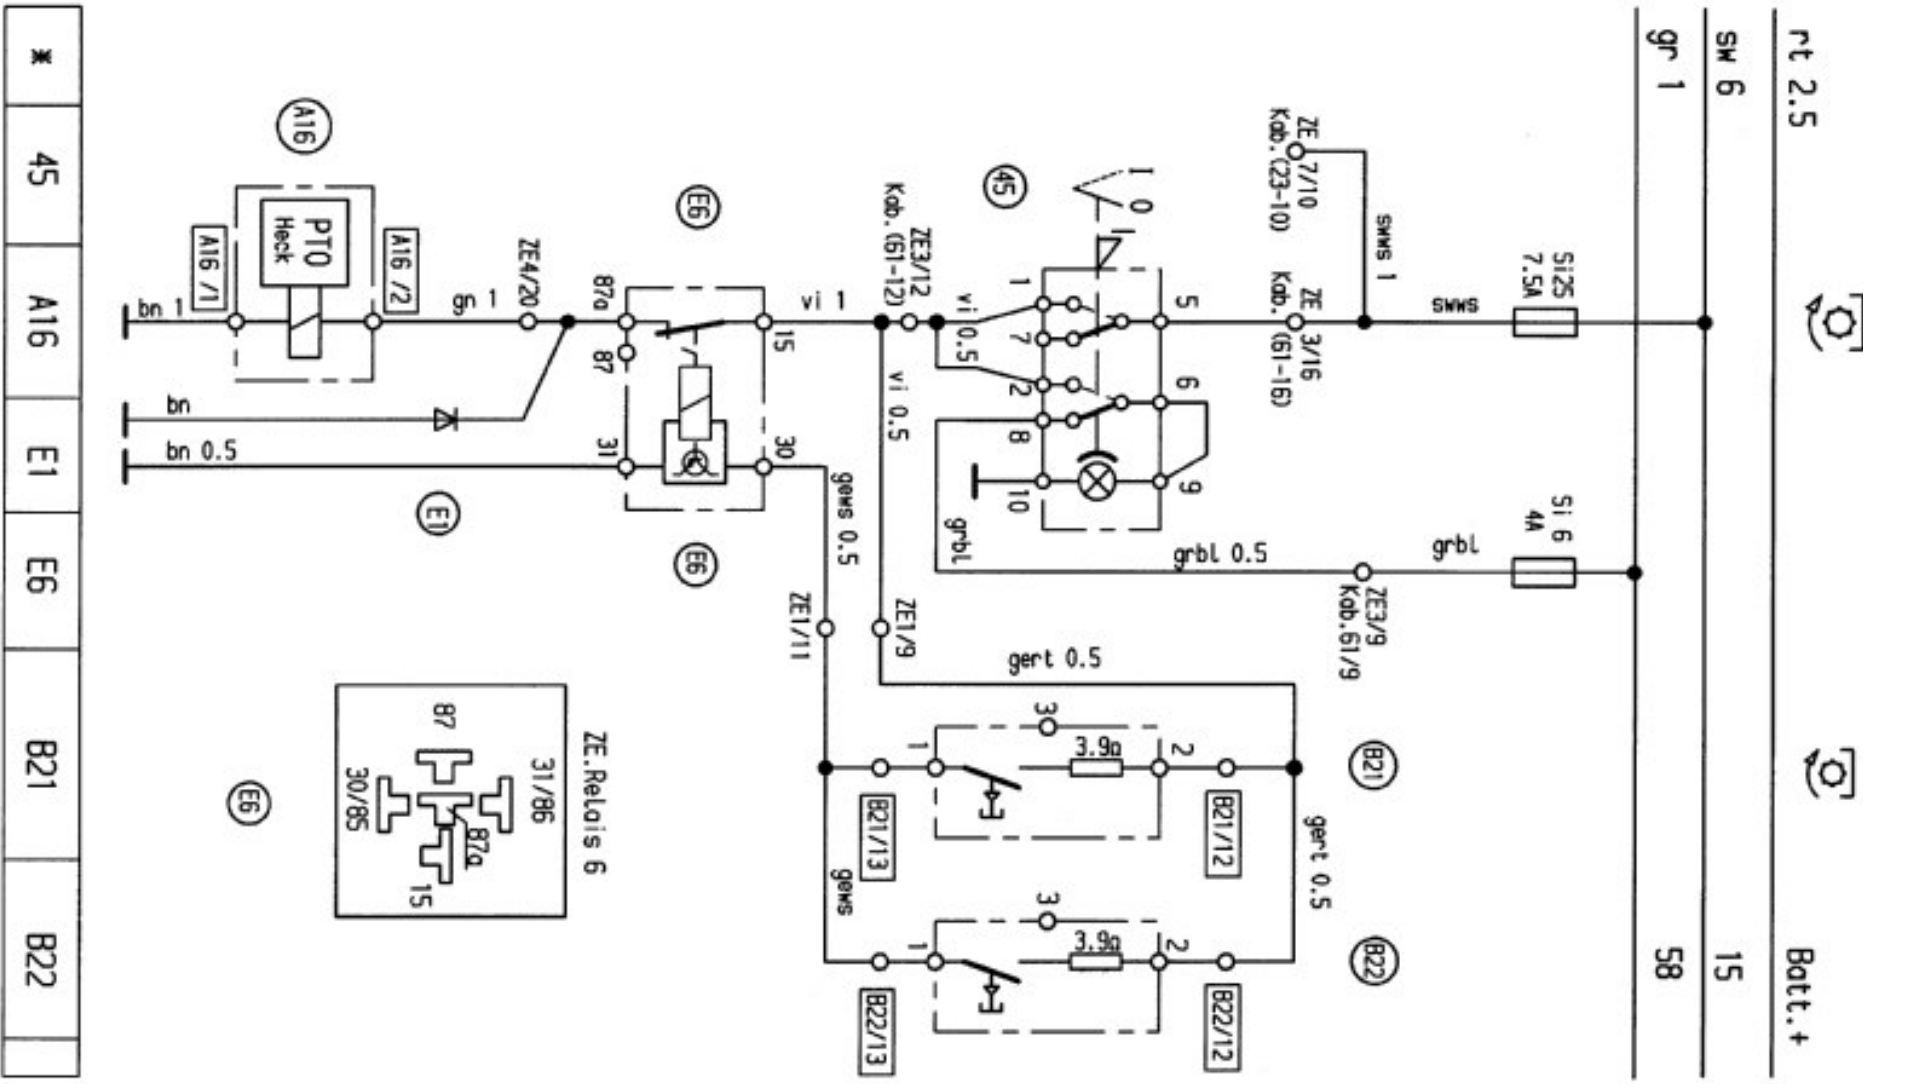 rt 2.5
Batt.+
sw 6
15
gr 1
58
Si25
7.5A
Si 6
4A
swws
swws 1
ZE 7/10
Kab. (23-10)
ZE 3/16
Kab. (61-16)
grbl
ZE3/9
Kab.61/9
grbl 0.5
grbl
I
0
45
5
6
9
1
7
2
8
10
ZE3/12
Kab. (61-12)
vi 0.5
vi 1
vi 0.5
ZE1/9
gert 0.5
gert 0.5
B21
B22
B21/12
B22/12
2
3.9Ω
3
1
2
3.9Ω
3
1
B21/13
B22/13
gews 0.5
ZE1/11
gews
E6
15
30
87a
87
31
E6
ZE4/20
gn 1
A16 /2
A16
PTO
Heck
A16 /1
bn 1
bn
bn 0.5
E1
ZE.Relais 6
31/86
87
87a
15
30/85
E6
*
45
A16
E1
E6
B21
B22